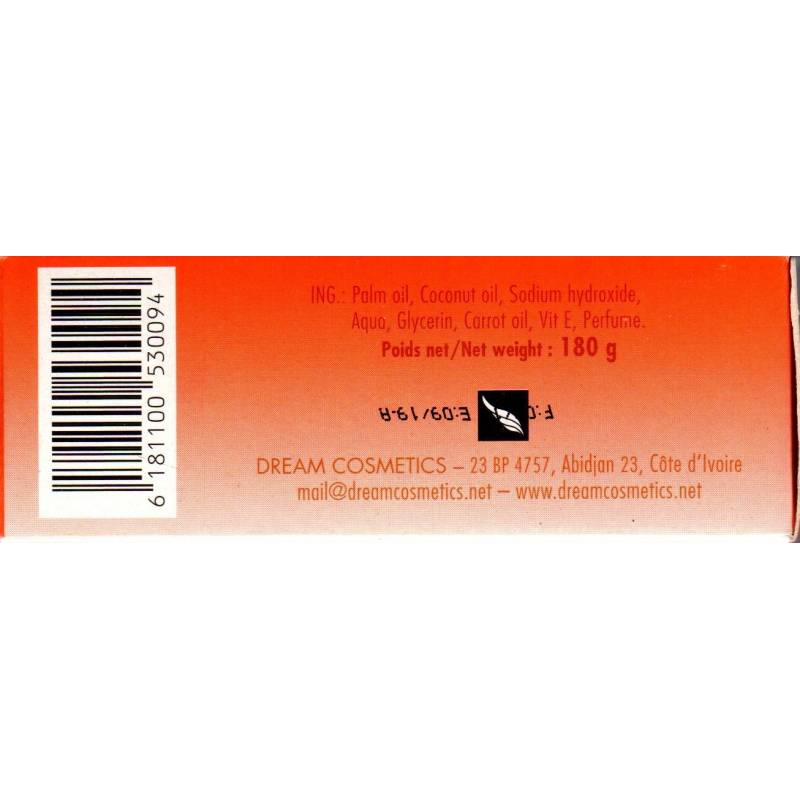 ING.: Palm oil, Coconut oil, Sodium hydroxide,
Aqua, Glycerin, Carrot oil, Vit E, Perfume.
Poids net/Net weight : 180 g
E:09/19-A
DREAM COSMETICS – 23 BP 4757, Abidjan 23, Côte d'Ivoire
mail@dreamcosmetics.net – www.dreamcosmetics.net
6 181100 530094